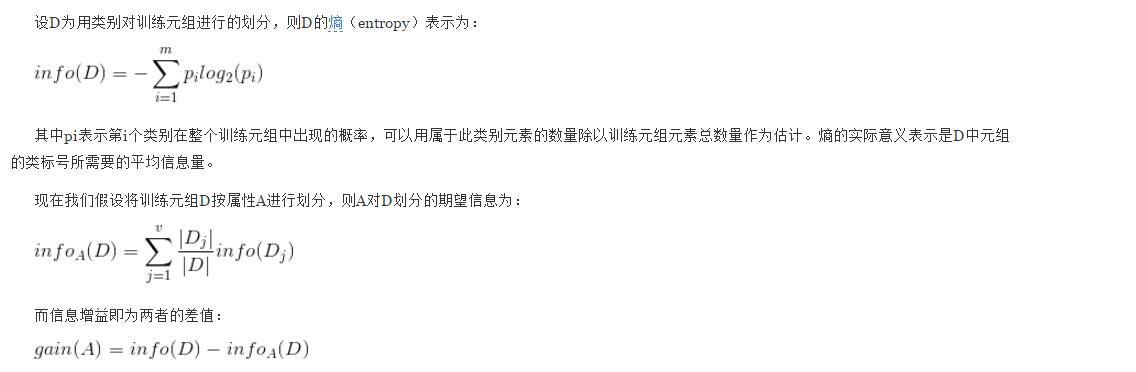 设D为用类别对训练元组进行的划分，则D的熵（entropy）表示为：
info(D) = -\sum_{i=1}^{m} p_i log_2(p_i)
其中pi表示第i个类别在整个训练元组中出现的概率，可以用属于此类别元素的数量除以训练元组元素总数量作为估计。熵的实际意义表示是D中元组
的类标号所需要的平均信息量。
现在我们假设将训练元组D按属性A进行划分，则A对D划分的期望信息为：
info_A(D) = \sum_{j=1}^{v} \frac{|D_j|}{|D|} info(D_j)
而信息增益即为两者的差值：
gain(A) = info(D) - info_A(D)